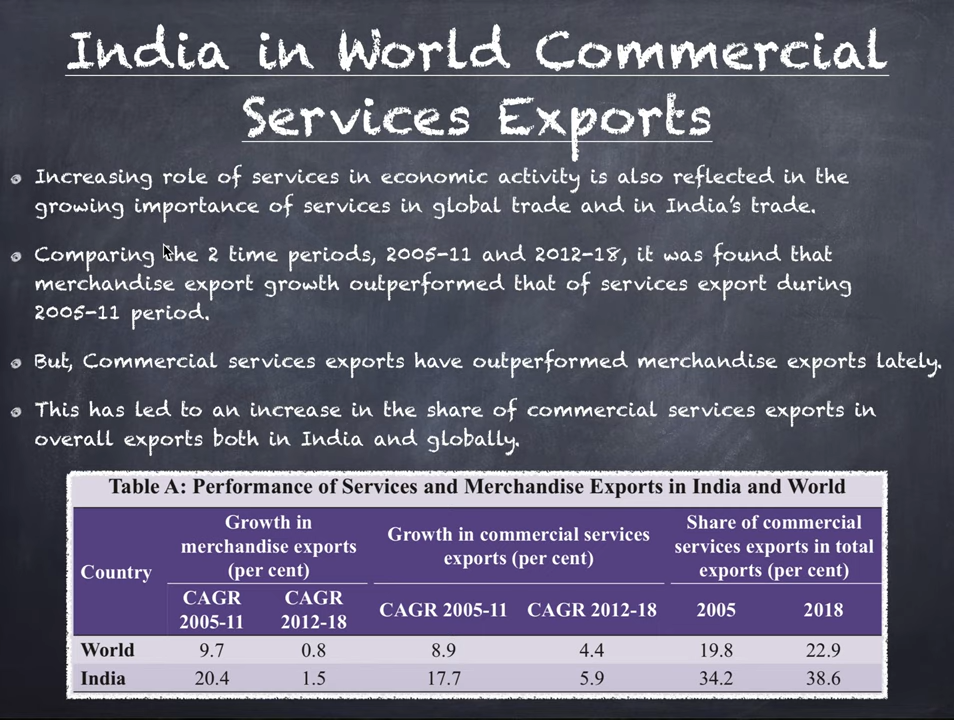 India in World Commercial
Services Exports
Increasing role of services in economic activity is also reflected in the
growing importance of services in global trade and in India's trade.
Comparing the 2 time periods, 2005-11 and 2012-18, it was found that
merchandise export growth outperformed that of services export during
2005-11 period.
But, Commercial services exports have outperformed merchandise exports lately.
This has led to an increase in the share of commercial services exports in
overall exports both in India and globally.
Table A: Performance of Services and Merchandise Exports in India and World
Country
Growth in
merchandise exports
(per cent)
Growth in commercial services
exports (per cent)
Share of commercial
services exports in total
exports (per cent)
CAGR
2005-11
CAGR
2012-18
CAGR 2005-11
CAGR 2012-18
2005
2018
World 9.7 0.8 8.9 4.4 19.8 22.9
India 20.4 1.5 17.7 5.9 34.2 38.6